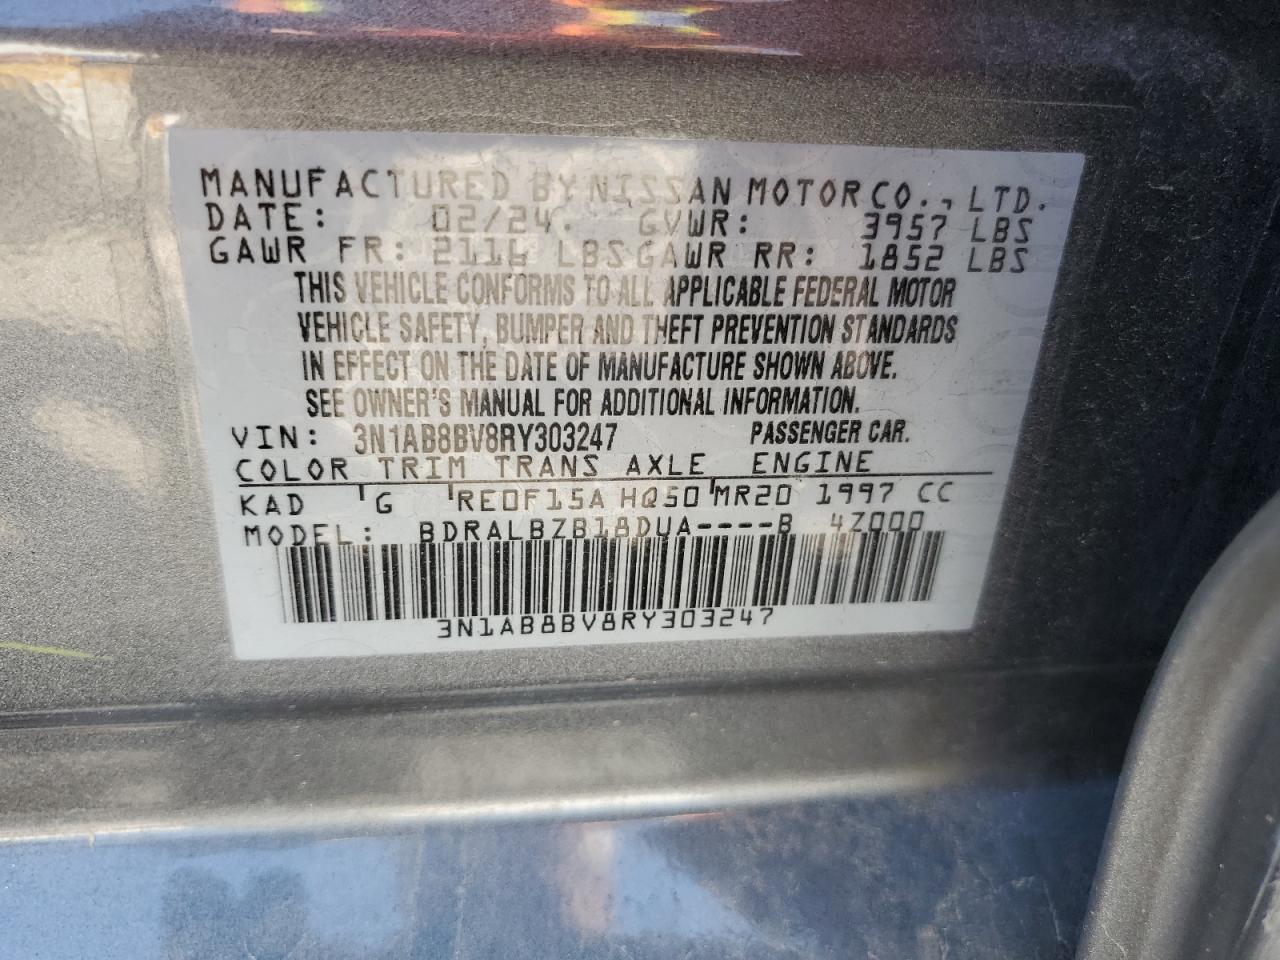 MANUFACTURED BY NISSAN MOTOR CO., LTD.
DATE: 02/24. GVWR: 3957 LBS
GAWR FR: 2116 LBS GAWR RR: 1852 LBS
THIS VEHICLE CONFORMS TO ALL APPLICABLE FEDERAL MOTOR
VEHICLE SAFETY, BUMPER AND THEFT PREVENTION STANDARDS
IN EFFECT ON THE DATE OF MANUFACTURE SHOWN ABOVE.
SEE OWNER'S MANUAL FOR ADDITIONAL INFORMATION.
VIN: 3N1AB8BV8RY303247 PASSENGER CAR.
COLOR TRIM TRANS AXLE ENGINE
KAD G RE0F15A HQ50 MR20 1997 CC
MODEL: BDRALBZB18DUA----B 4Z000
3N1AB8BV8RY303247